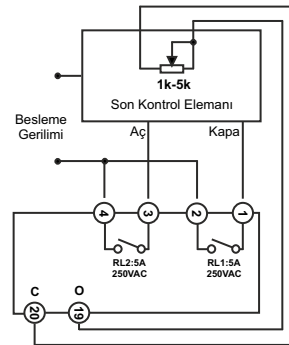 1k-5k
Son Kontrol Elemanı
Besleme
Gerilimi
Aç
Kapa
4
3
2
1
RL2:5A
250VAC
RL1:5A
250VAC
C
O
20
19